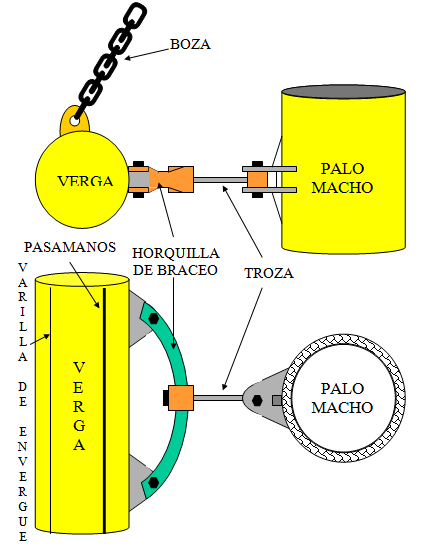 BOZA
VERGA
PALO
MACHO
PASAMANOS
HORQUILLA
DE BRACEO
TROZA
VARILLA DE ENVERGUE
VERGA
PALO
MACHO